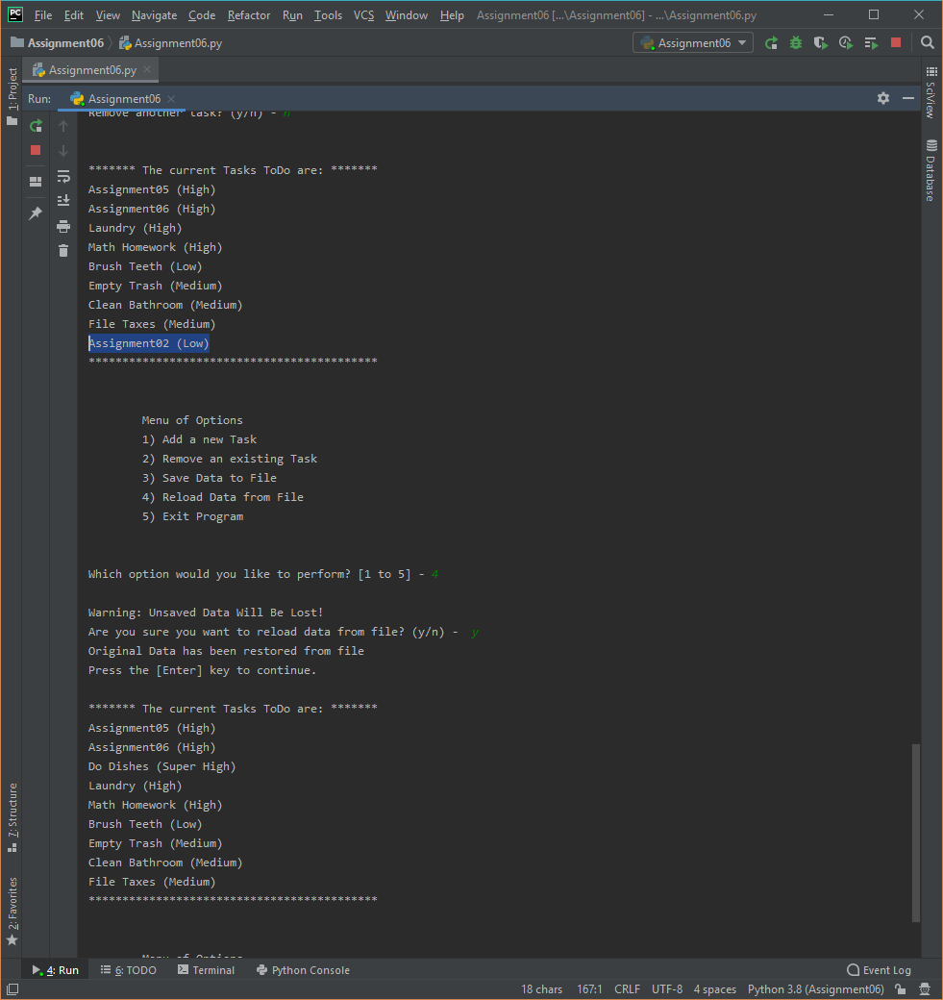 PC File Edit View Navigate Code Refactor Run Tools VCS Window Help Assignment06 [...\Assignment06] - ...\Assignment06.py
Assignment06 Assignment06.py Assignment06
Assignment06.py
1: Project
Run: Assignment06
SciView
Database
Remove another task? (y/n) - n
******* The current Tasks ToDo are: *******
Assignment05 (High)
Assignment06 (High)
Laundry (High)
Math Homework (High)
Brush Teeth (Low)
Empty Trash (Medium)
Clean Bathroom (Medium)
File Taxes (Medium)
Assignment02 (Low)
*******************************************
Menu of Options
1) Add a new Task
2) Remove an existing Task
3) Save Data to File
4) Reload Data from File
5) Exit Program
Which option would you like to perform? [1 to 5] - 4
Warning: Unsaved Data Will Be Lost!
Are you sure you want to reload data from file? (y/n) -  y
Original Data has been restored from file
Press the [Enter] key to continue.
******* The current Tasks ToDo are: *******
Assignment05 (High)
Assignment06 (High)
Do Dishes (Super High)
Laundry (High)
Math Homework (High)
Brush Teeth (Low)
Empty Trash (Medium)
Clean Bathroom (Medium)
File Taxes (Medium)
*******************************************
Menu of Options
7: Structure
2: Favorites
4: Run 6: TODO Terminal Python Console Event Log
18 chars 167:1 CRLF UTF-8 4 spaces Python 3.8 (Assignment06)